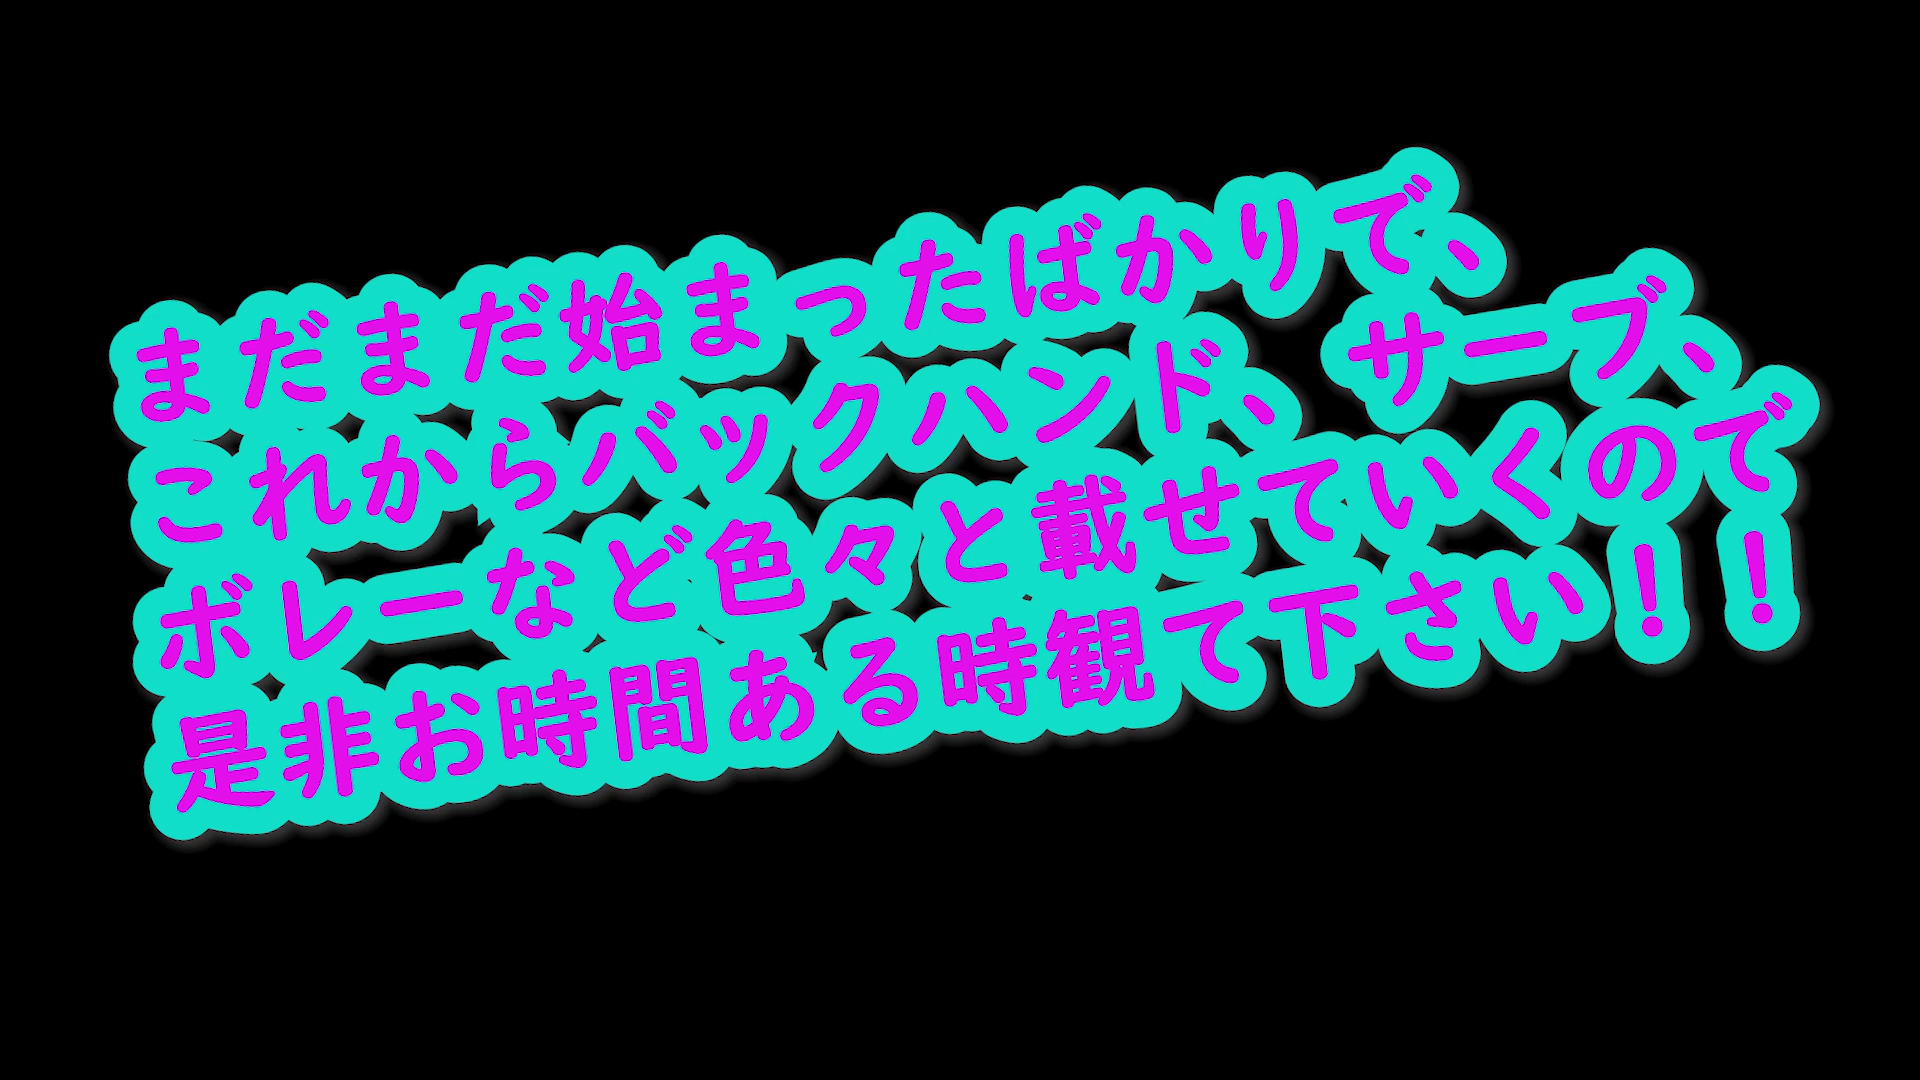 まだまだ始まったばかりで、
これからバックハンド、サーブ、
ボレーなど色々と載せていくので
是非お時間ある時観て下さい！！